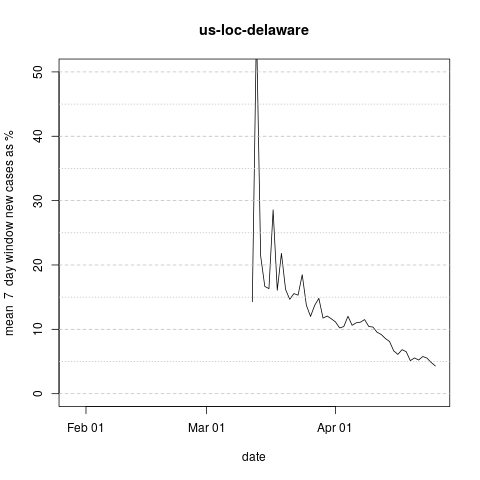 us-loc-delaware
mean  7  day window new cases as %
50
40
30
20
10
0
Feb 01
Mar 01
Apr 01
date